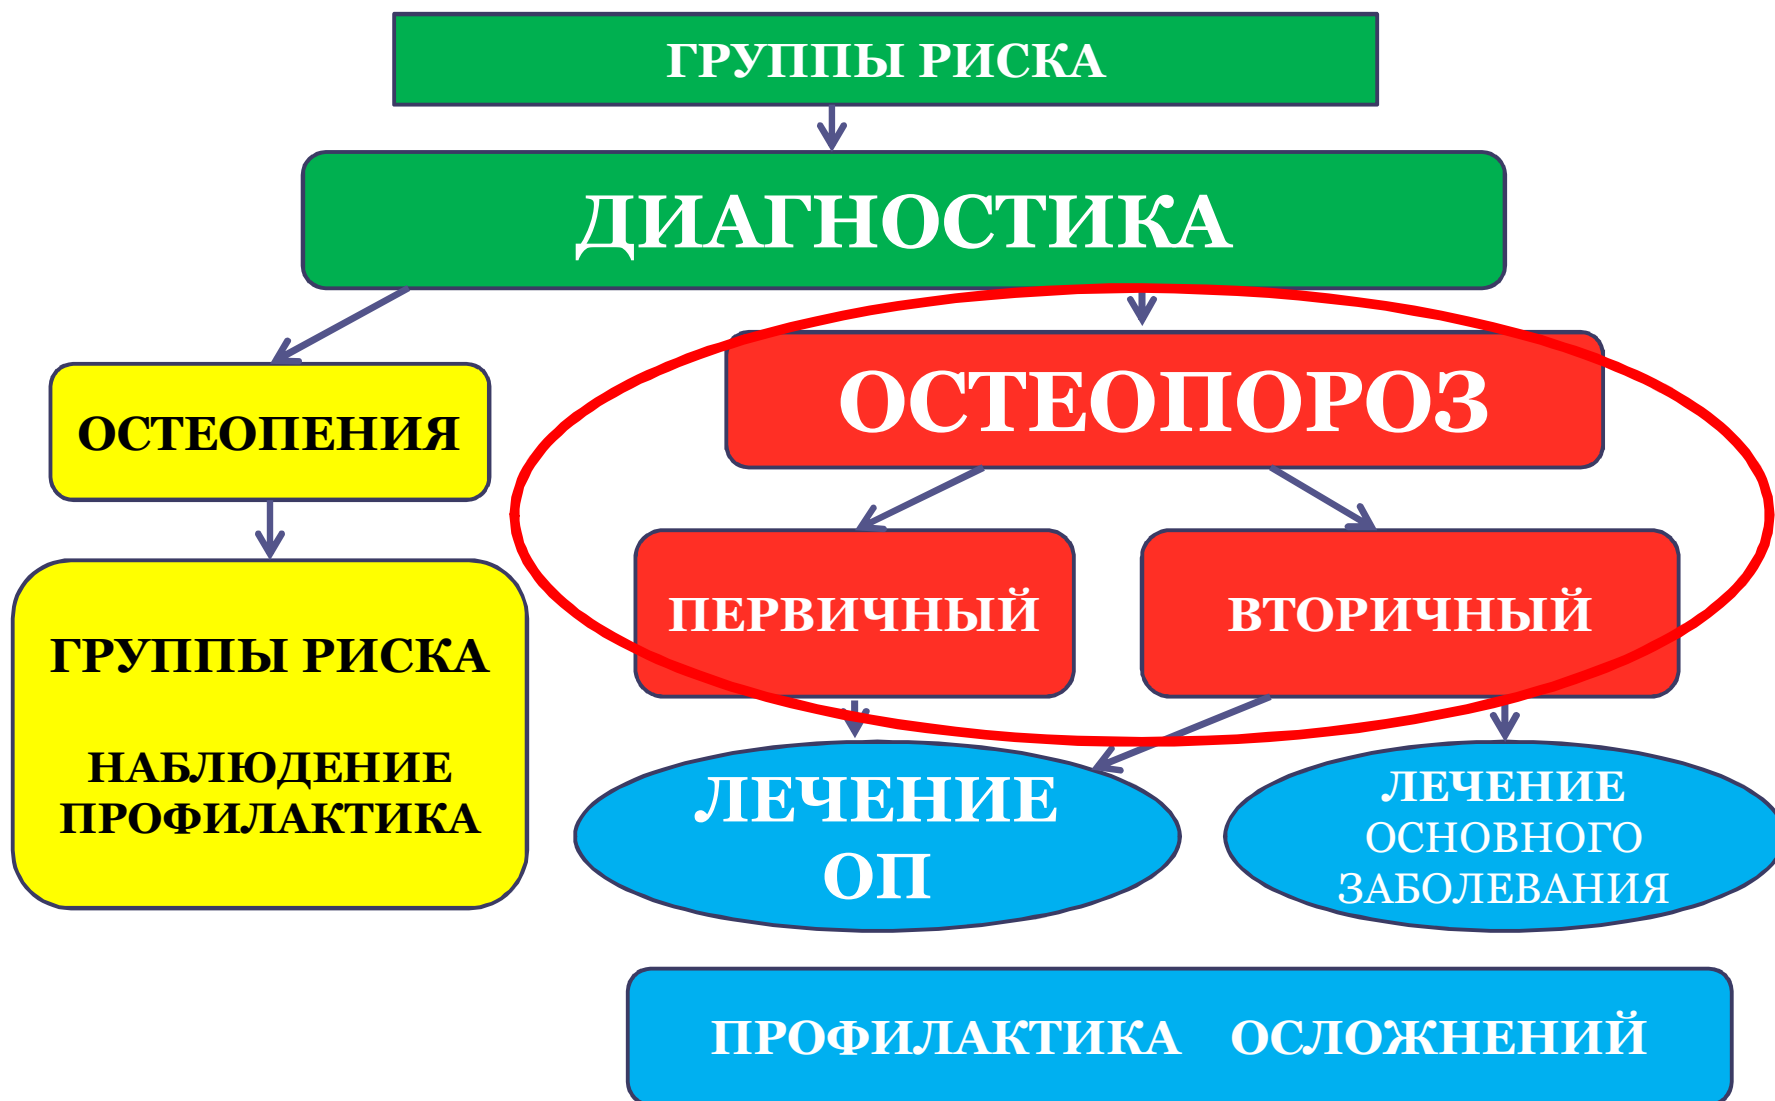 ГРУППЫ РИСКА
ДИАГНОСТИКА
ОСТЕОПЕНИЯ
ОСТЕОПОРОЗ
ПЕРВИЧНЫЙ
ВТОРИЧНЫЙ
ГРУППЫ РИСКА
НАБЛЮДЕНИЕ
ПРОФИЛАКТИКА
ЛЕЧЕНИЕ
ОП
ЛЕЧЕНИЕ
ОСНОВНОГО
ЗАБОЛЕВАНИЯ
ПРОФИЛАКТИКА ОСЛОЖНЕНИЙ